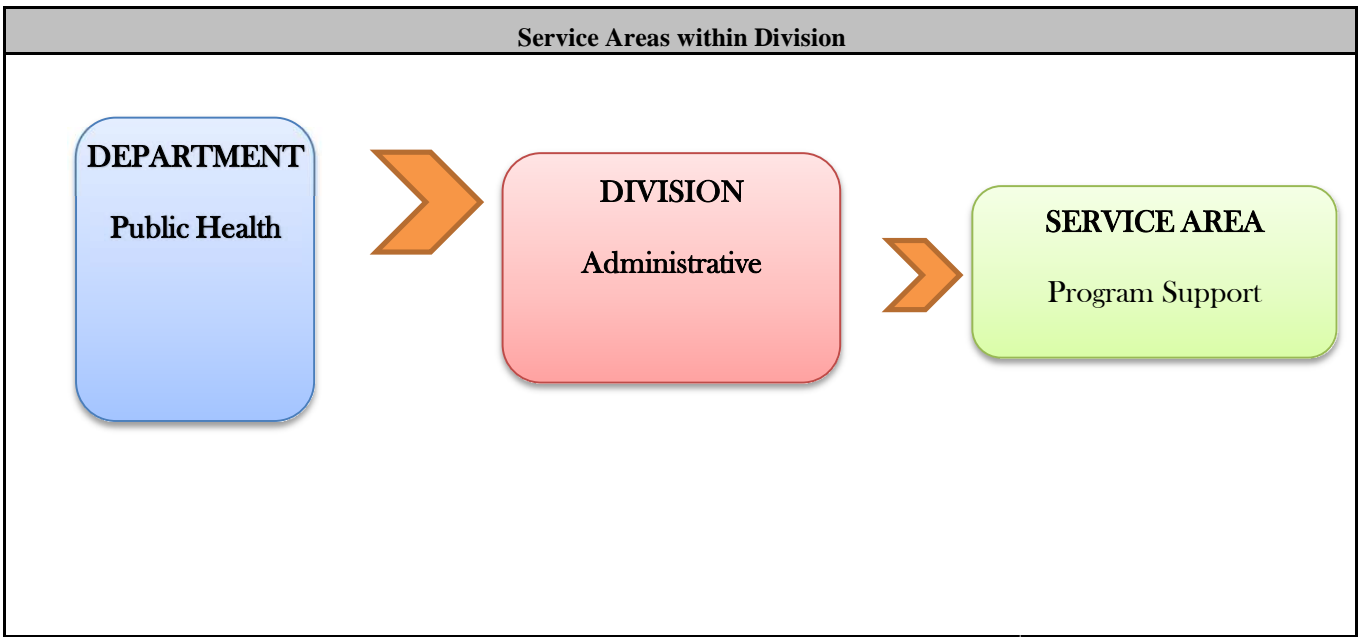 Service Areas within Division
DEPARTMENT
Public Health
DIVISION
Administrative
SERVICE AREA
Program Support